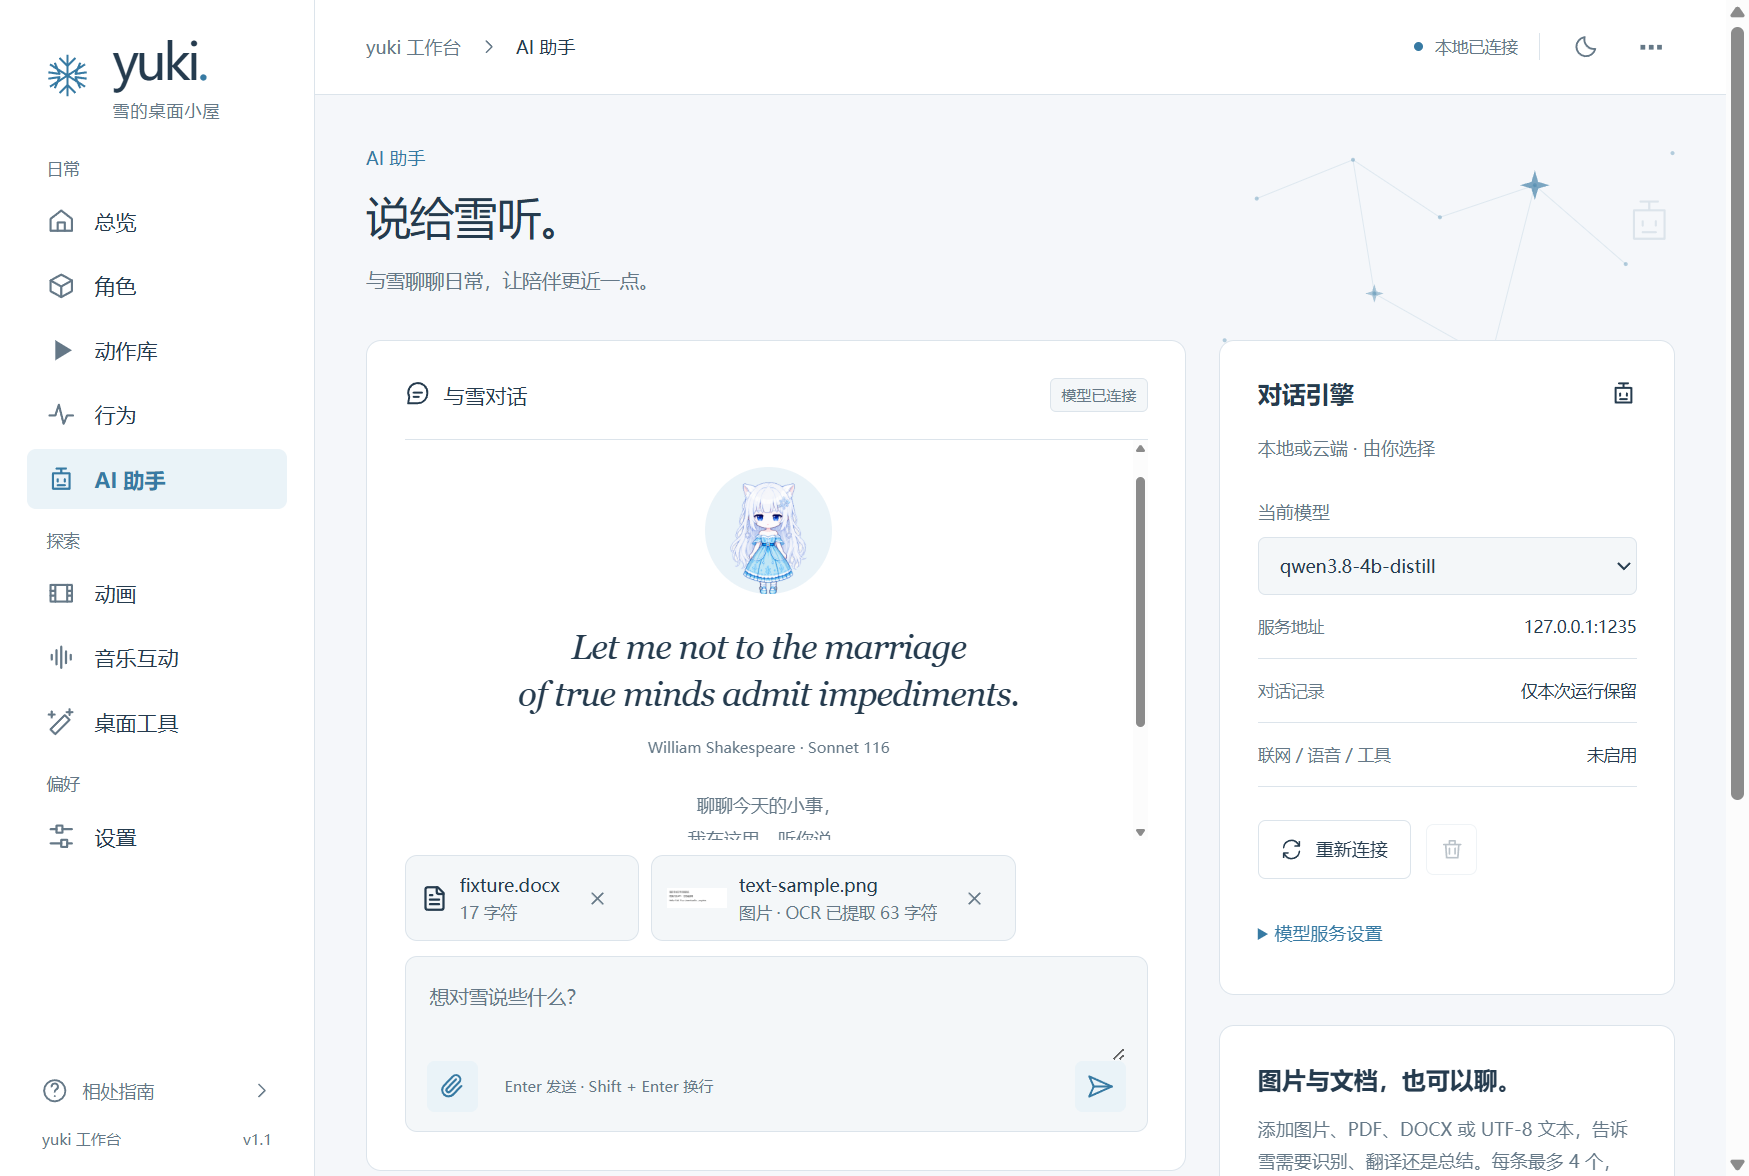 yuki.
雪的桌面小屋
日常
总览
角色
动作库
行为
AI 助手
探索
动画
音乐互动
桌面工具
偏好
设置
相处指南
yuki 工作台 v1.1
yuki 工作台 AI 助手
本地已连接
AI 助手
说给雪听。
与雪聊聊日常，让陪伴更近一点。
与雪对话
模型已连接
Let me not to the marriage
of true minds admit impediments.
William Shakespeare · Sonnet 116
聊聊今天的小事，
我在这里，听你说
fixture.docx
17 字符
text-sample.png
图片 · OCR 已提取 63 字符
想对雪说些什么？
Enter 发送 · Shift + Enter 换行
对话引擎
本地或云端 · 由你选择
当前模型
qwen3.8-4b-distill
服务地址 127.0.0.1:1235
对话记录 仅本次运行保留
联网 / 语音 / 工具 未启用
重新连接
模型服务设置
图片与文档，也可以聊。
添加图片、PDF、DOCX 或 UTF-8 文本，告诉
雪需要识别、翻译还是总结。每条最多 4 个，